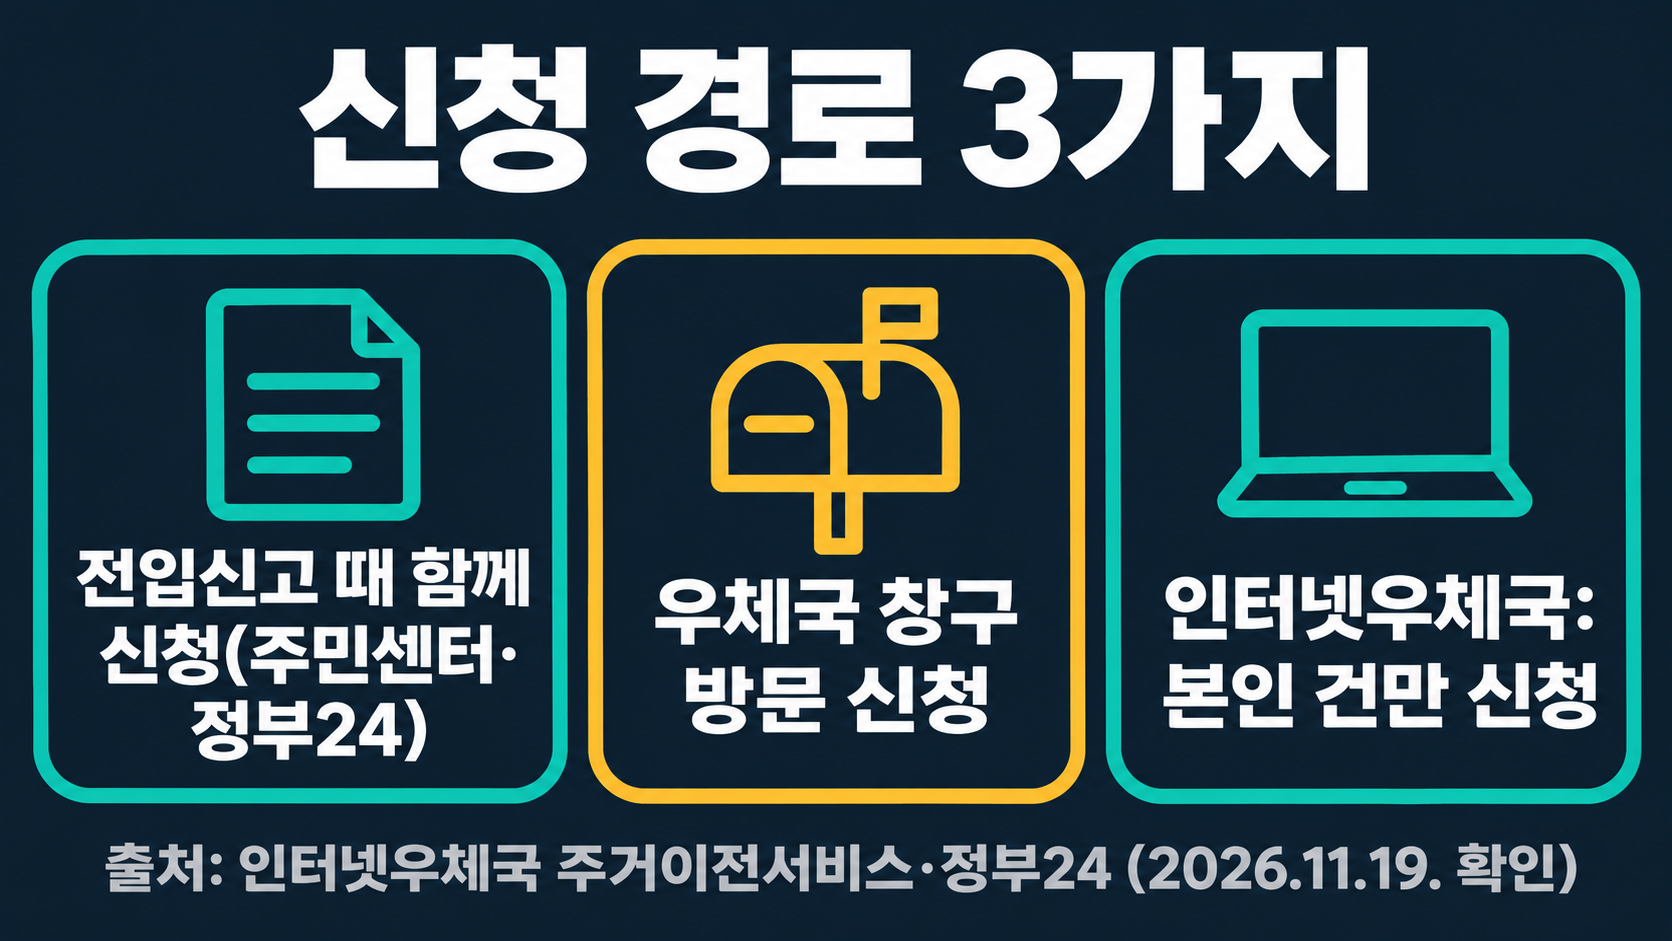 신청 경로 3가지
전입신고 때 함께
신청(주민센터·
정부24)
우체국 창구
방문 신청
인터넷우체국:
본인 건만 신청
출처: 인터넷우체국 주거이전서비스·정부24 (2026.11.19. 확인)